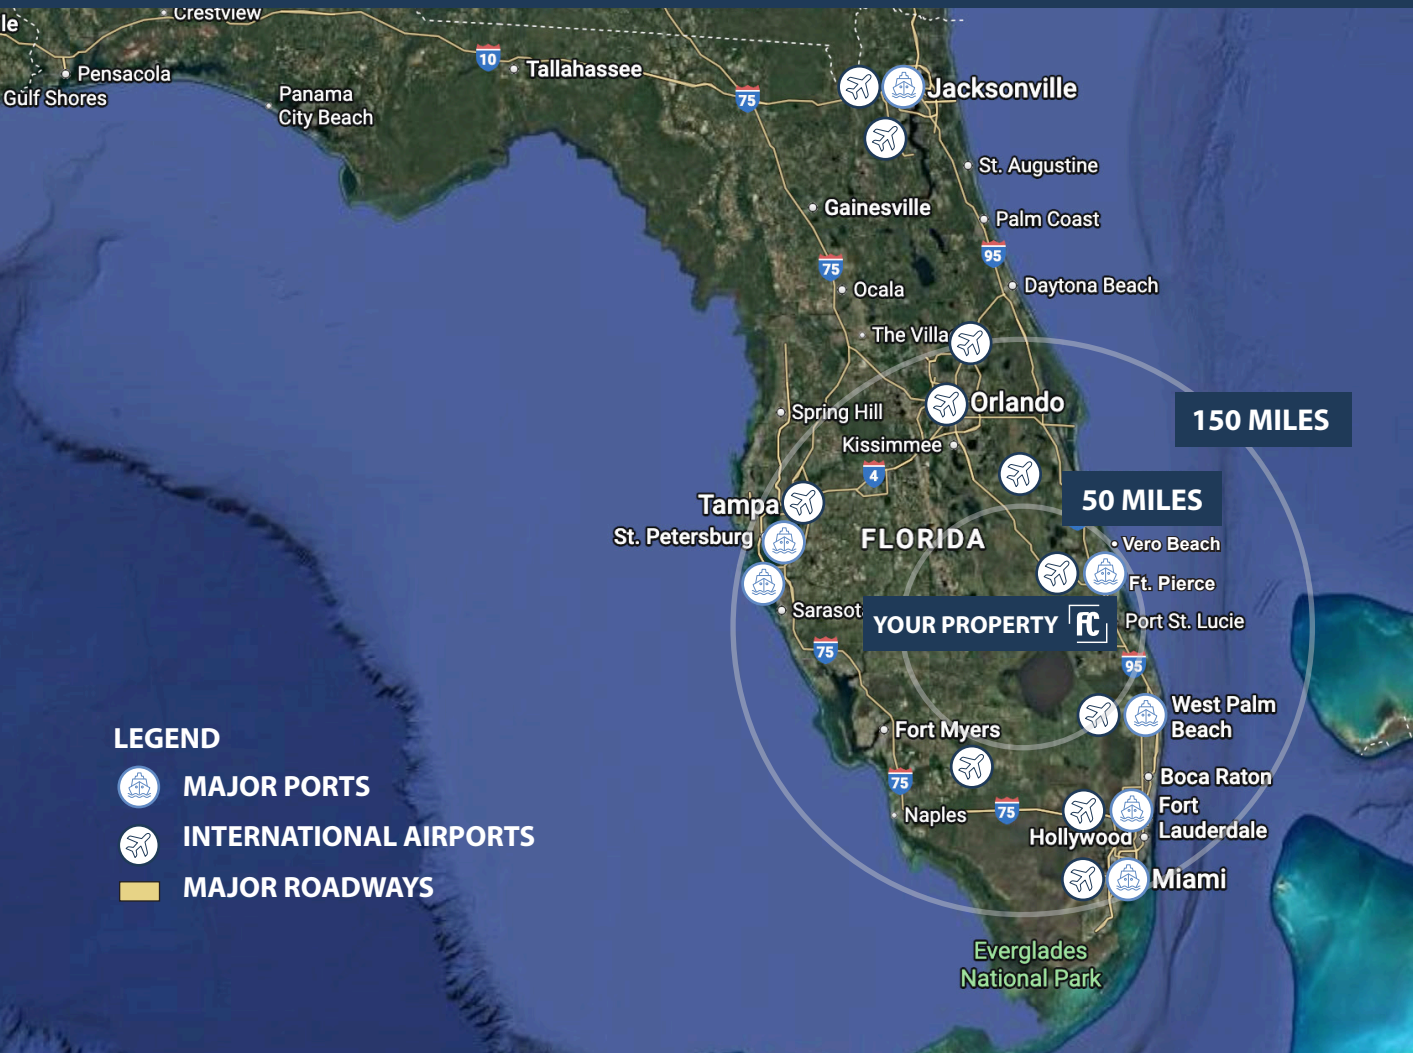 Crestview
le
Pensacola
Gulf Shores
Panama
City Beach
10
Tallahassee
75
Jacksonville
St. Augustine
Gainesville
Palm Coast
95
75
Ocala
Daytona Beach
The Villa
Orlando
Spring Hill
Kissimmee
4
150 MILES
50 MILES
Tampa
St. Petersburg
FLORIDA
Vero Beach
Ft. Pierce
Sarasota
YOUR PROPERTY FC
Port St. Lucie
75
95
West Palm
Beach
Fort Myers
75
Naples
75
Boca Raton
Fort
Lauderdale
Hollywood
Miami
Everglades
National Park
LEGEND
MAJOR PORTS
INTERNATIONAL AIRPORTS
MAJOR ROADWAYS